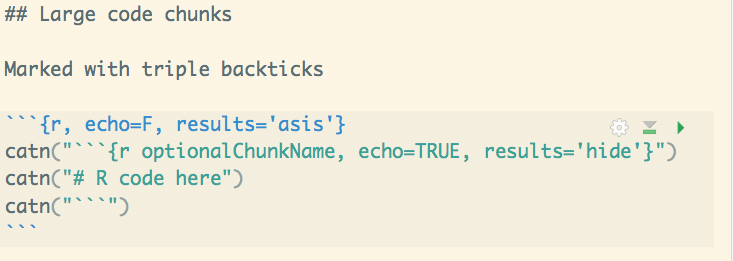 ## Large code chunks
Marked with triple backticks
```{r, echo=F, results='asis'}
catn("```{r optionalChunkName, echo=TRUE, results='hide'}")
catn("# R code here")
catn("```")
```